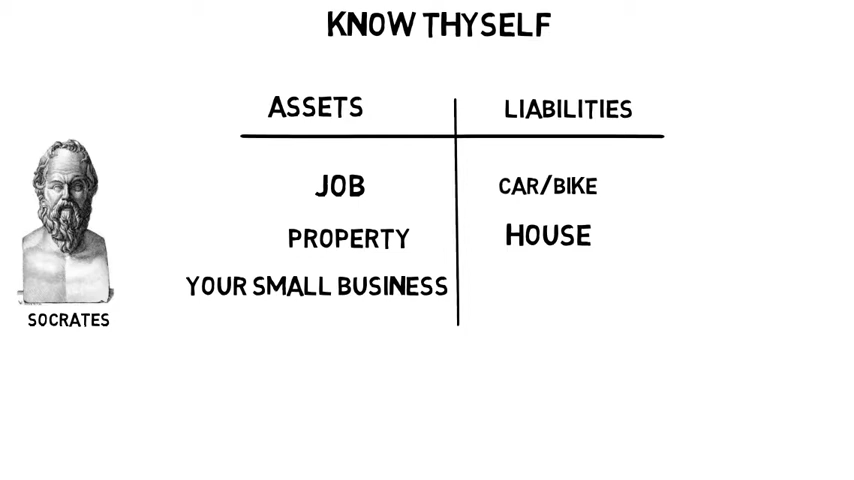 KNOW THYSELF
ASSETS LIABILITIES
JOB CAR/BIKE
PROPERTY HOUSE
YOUR SMALL BUSINESS
SOCRATES